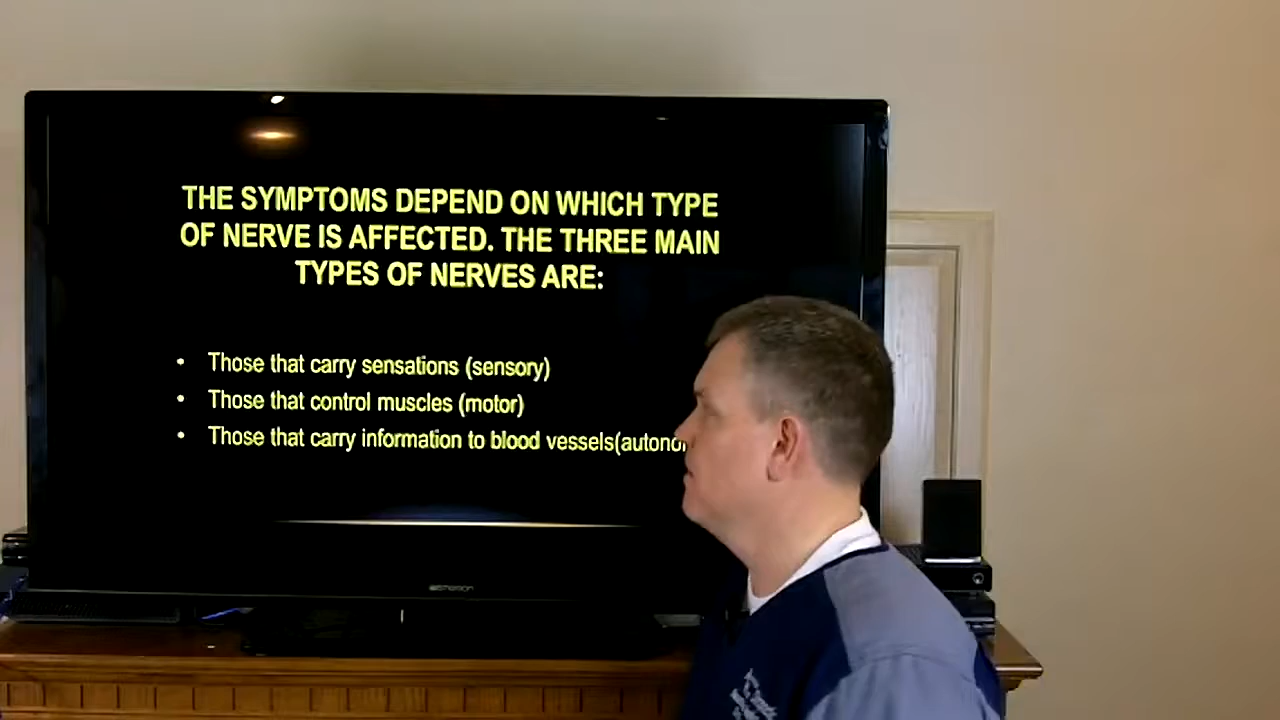 THE SYMPTOMS DEPEND ON WHICH TYPE
OF NERVE IS AFFECTED. THE THREE MAIN
TYPES OF NERVES ARE:
• Those that carry sensations (sensory)
• Those that control muscles (motor)
• Those that carry information to blood vessels(autono
EMERSON